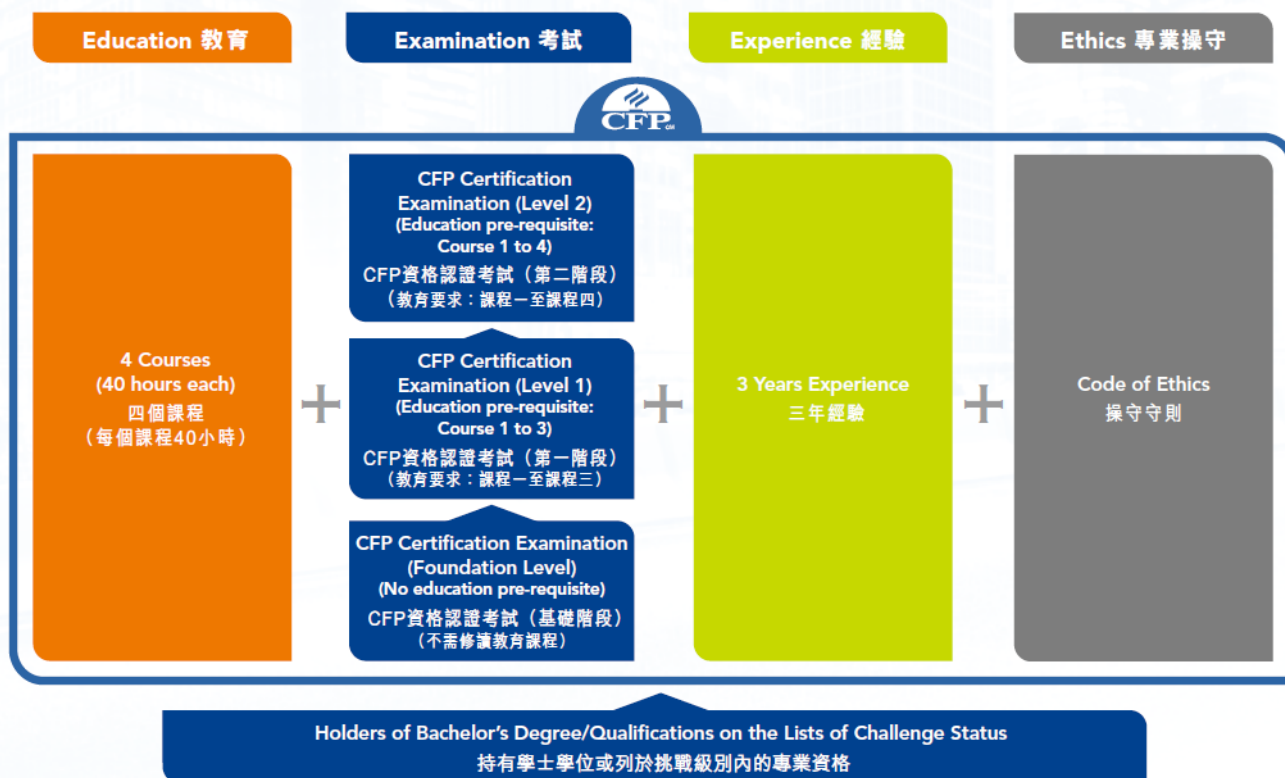 Education 教育
Examination 考試
Experience 經驗
Ethics 專業操守
CFP CM
4 Courses
(40 hours each)
四個課程
（每個課程40小時）
+
CFP Certification
Examination (Level 2)
(Education pre-requisite:
Course 1 to 4)
CFP資格認證考試（第二階段）
（教育要求：課程一至課程四）
CFP Certification
Examination (Level 1)
(Education pre-requisite:
Course 1 to 3)
CFP資格認證考試（第一階段）
（教育要求：課程一至課程三）
CFP Certification Examination
(Foundation Level)
(No education pre-requisite)
CFP資格認證考試（基礎階段）
（不需修讀教育課程）
+
3 Years Experience
三年經驗
+
Code of Ethics
操守守則
Holders of Bachelor's Degree/Qualifications on the Lists of Challenge Status
持有學士學位或列於挑戰級別內的專業資格